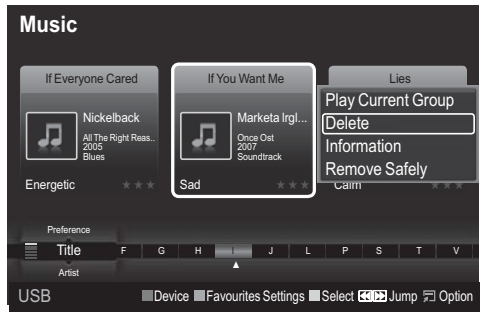 Music
If Everyone Cared
Nickelback
All The Right Reas..
2005
Blues
Energetic
If You Want Me
Marketa Irgl...
Once Ost
2007
Soundtrack
Sad
Lies
Play Current Group
Delete
Information
Remove Safely
Calm
Preference
Title F G H I J L P S T V
Artist
USB Device Favourites Settings Select Jump Option